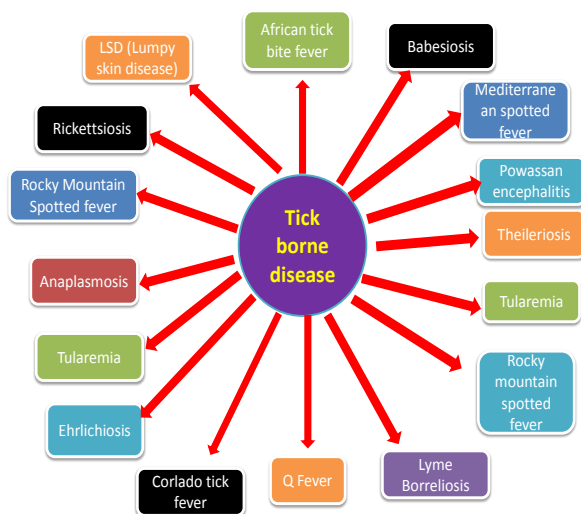 LSD (Lumpy
skin disease)
African tick
bite fever
Babesiosis
Mediterrane
an spotted
fever
Rickettsiosis
Powassan
encephalitis
Rocky Mountain
Spotted fever
Tick
borne
disease
Theileriosis
Anaplasmosis
Tularemia
Tularemia
Rocky
mountain
spotted
fever
Ehrlichiosis
Corlado tick
fever
Q Fever
Lyme
Borreliosis